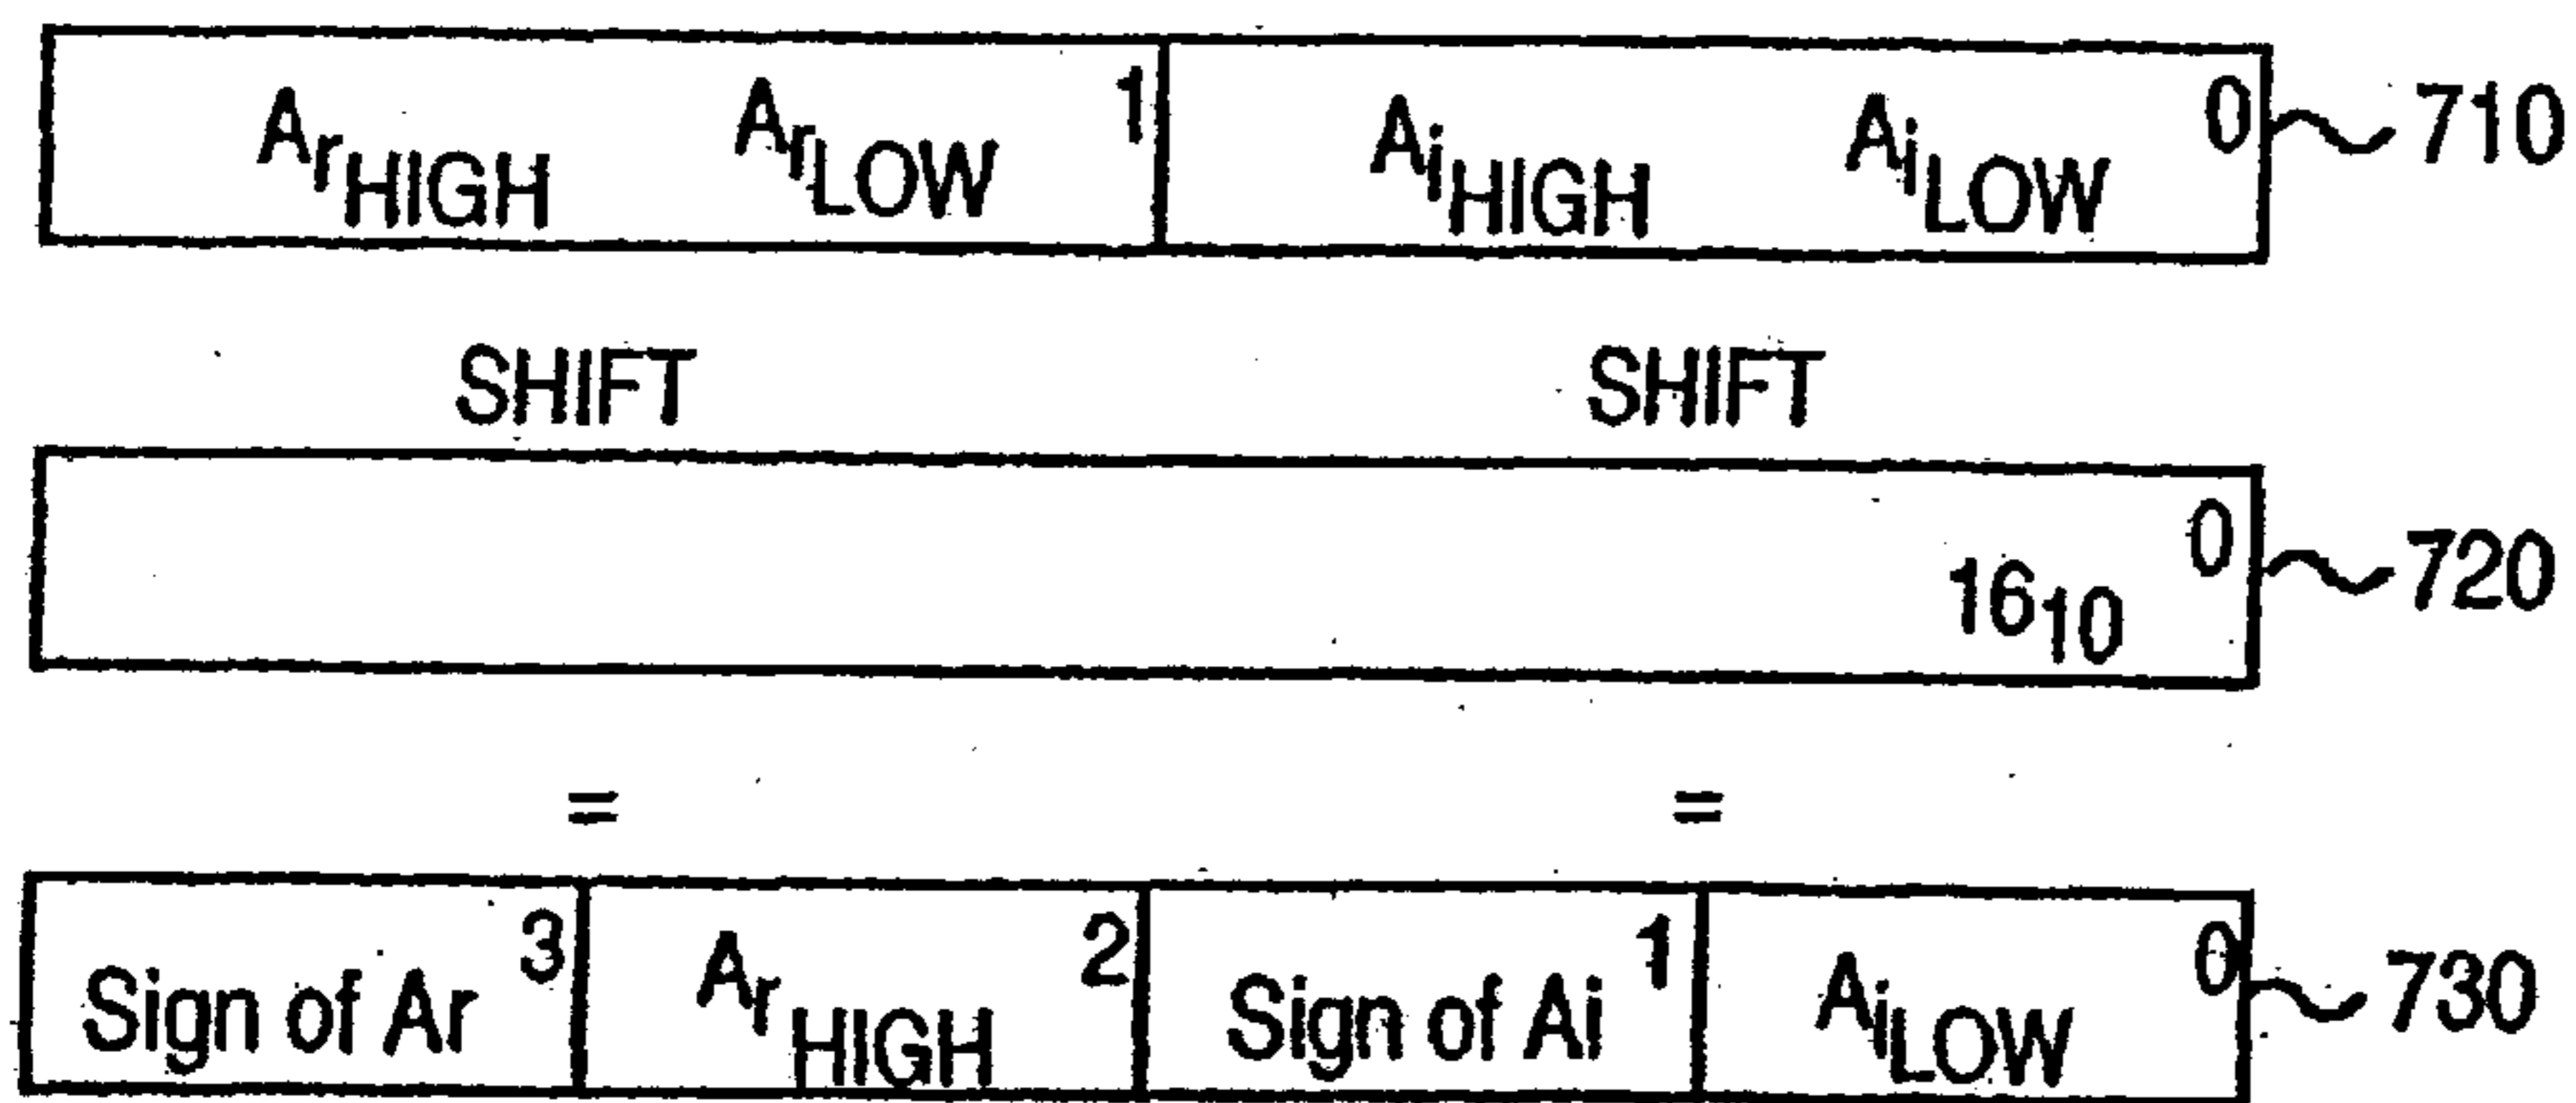 ArHIGH ArLOW 1 AiHIGH AiLOW 0 710
SHIFT SHIFT
1610 0 720
= =
Sign of Ar 3 ArHIGH 2 Sign of Ai 1 AiLOW 0 730